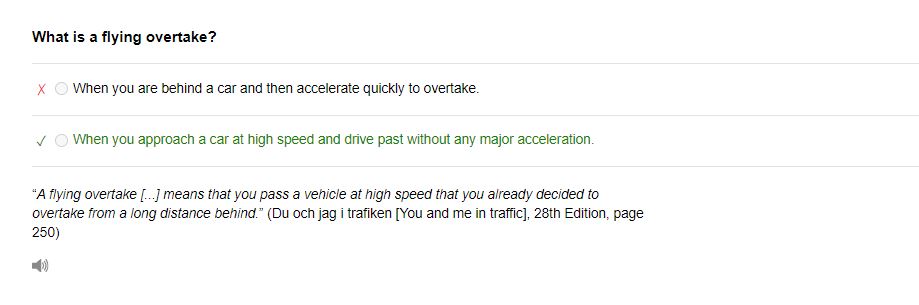 What is a flying overtake?
X When you are behind a car and then accelerate quickly to overtake.
✓ When you approach a car at high speed and drive past without any major acceleration.
“A flying overtake [...] means that you pass a vehicle at high speed that you already decided to
overtake from a long distance behind.” (Du och jag i trafiken [You and me in traffic], 28th Edition, page
250)